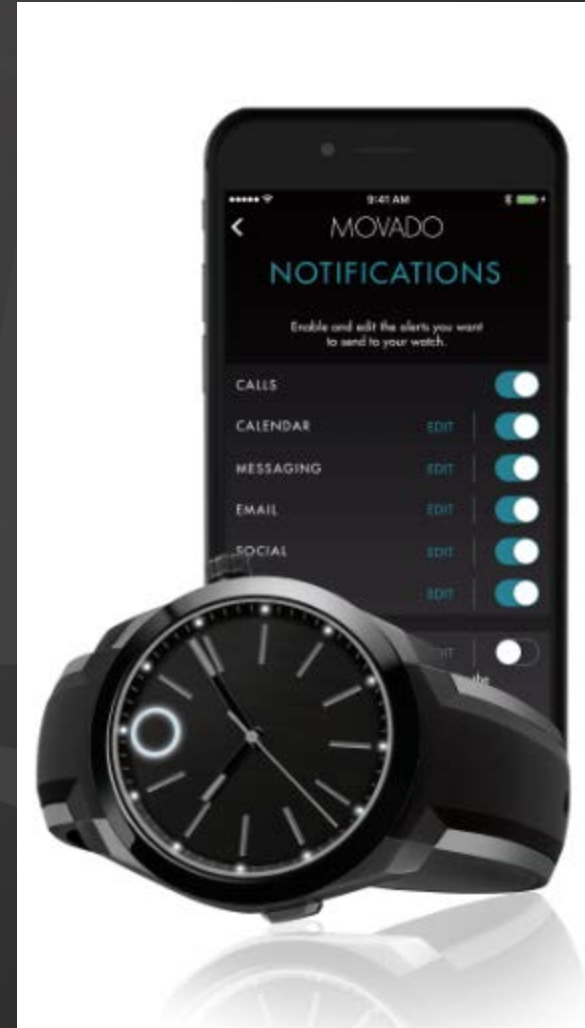 9:41 AM
MOVADO
NOTIFICATIONS
Enable and edit the alerts you want
to send to your watch.
CALLS
CALENDAR EDIT
MESSAGING EDIT
EMAIL EDIT
SOCIAL EDIT
EDIT
EDIT